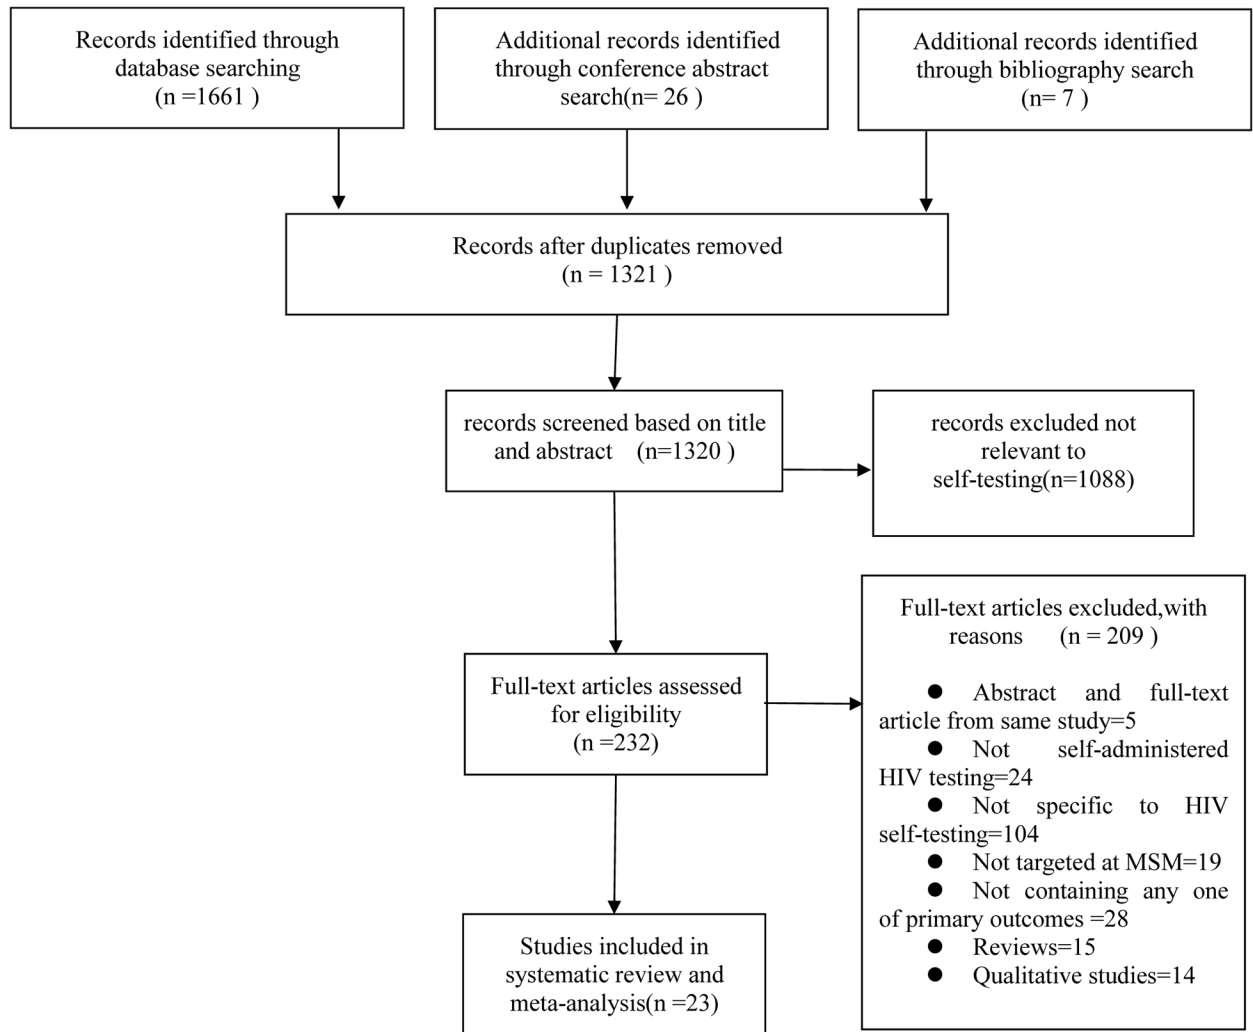 Records identified through
database searching
(n =1661 )
Additional records identified
through conference abstract
search(n= 26 )
Additional records identified
through bibliography search
(n= 7 )
Records after duplicates removed
(n = 1321 )
records screened based on title
and abstract (n=1320 )
records excluded not
relevant to
self-testing(n=1088)
Full-text articles assessed
for eligibility
(n =232)
Full-text articles excluded,with
reasons (n = 209 )
● Abstract and full-text
article from same study=5
● Not self-administered
HIV testing=24
● Not specific to HIV
self-testing=104
● Not targeted at MSM=19
● Not containing any one
of primary outcomes =28
● Reviews=15
● Qualitative studies=14
Studies included in
systematic review and
meta-analysis(n =23)